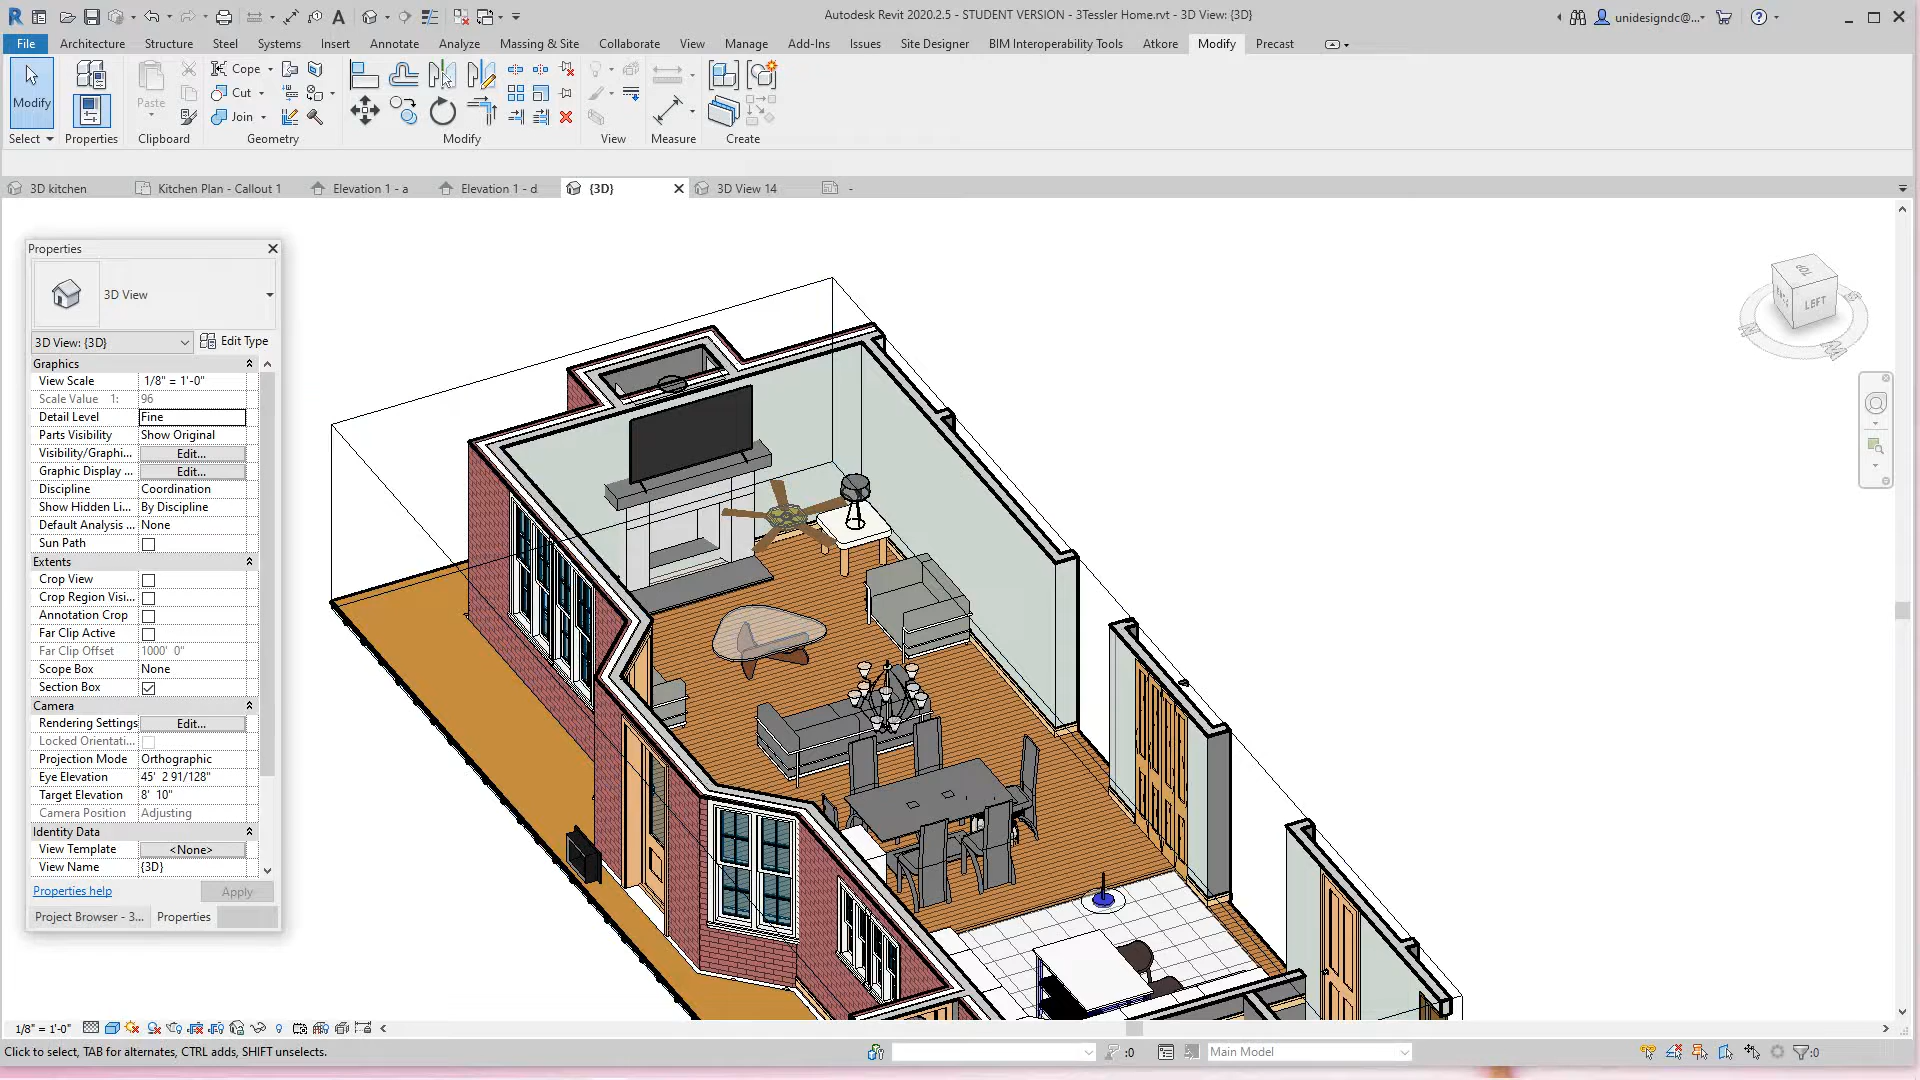 Autodesk Revit 2020.2.5 - STUDENT VERSION - 3Tessler Home.rvt - 3D View: {3D}
unidesigndc@...
File Architecture Structure Steel Systems Insert Annotate Analyze Massing & Site Collaborate View Manage Add-Ins Issues Site Designer BIM Interoperability Tools Atkore Modify Precast
Modify
Paste
Cope
Cut
Join
Select Properties Clipboard Geometry Modify View Measure Create
3D kitchen Kitchen Plan - Callout 1 Elevation 1 - a Elevation 1 - d {3D} 3D View 14 -
Properties
3D View
3D View: {3D} Edit Type
Graphics
View Scale 1/8" = 1'-0"
Scale Value 1: 96
Detail Level Fine
Parts Visibility Show Original
Visibility/Graphi... Edit...
Graphic Display ... Edit...
Discipline Coordination
Show Hidden Li... By Discipline
Default Analysis ... None
Sun Path
Extents
Crop View
Crop Region Visi...
Annotation Crop
Far Clip Active
Far Clip Offset 1000' 0"
Scope Box None
Section Box
Camera
Rendering Settings Edit...
Locked Orientati...
Projection Mode Orthographic
Eye Elevation 45' 2 91/128"
Target Elevation 8' 10"
Camera Position Adjusting
Identity Data
View Template <None>
View Name {3D}
Properties help Apply
Project Browser - 3... Properties
TOP
LEFT
1/8" = 1'-0"
Click to select, TAB for alternates, CTRL adds, SHIFT unselects.
:0
Main Model
:0